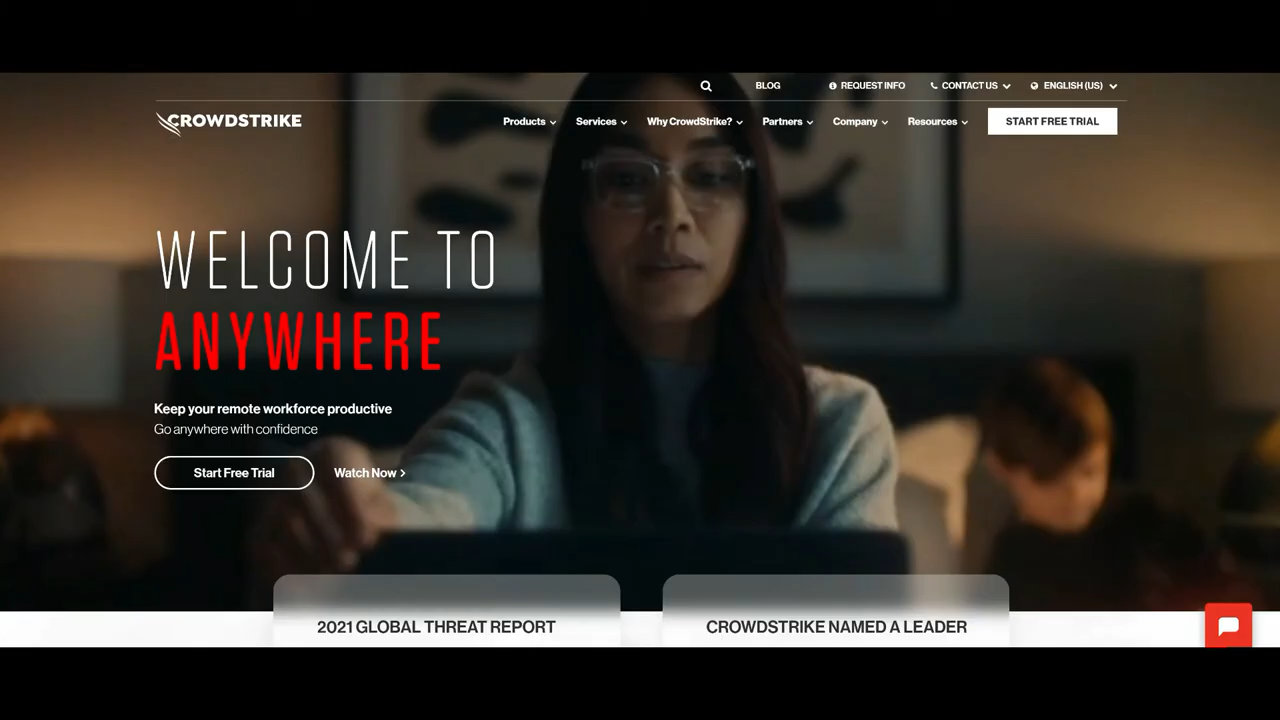 BLOG
REQUEST INFO
CONTACT US
ENGLISH (US)
CROWDSTRIKE
Products
Services
Why CrowdStrike?
Partners
Company
Resources
START FREE TRIAL
WELCOME TO
ANYWHERE
Keep your remote workforce productive
Go anywhere with confidence
Start Free Trial
Watch Now
2021 GLOBAL THREAT REPORT
CROWDSTRIKE NAMED A LEADER